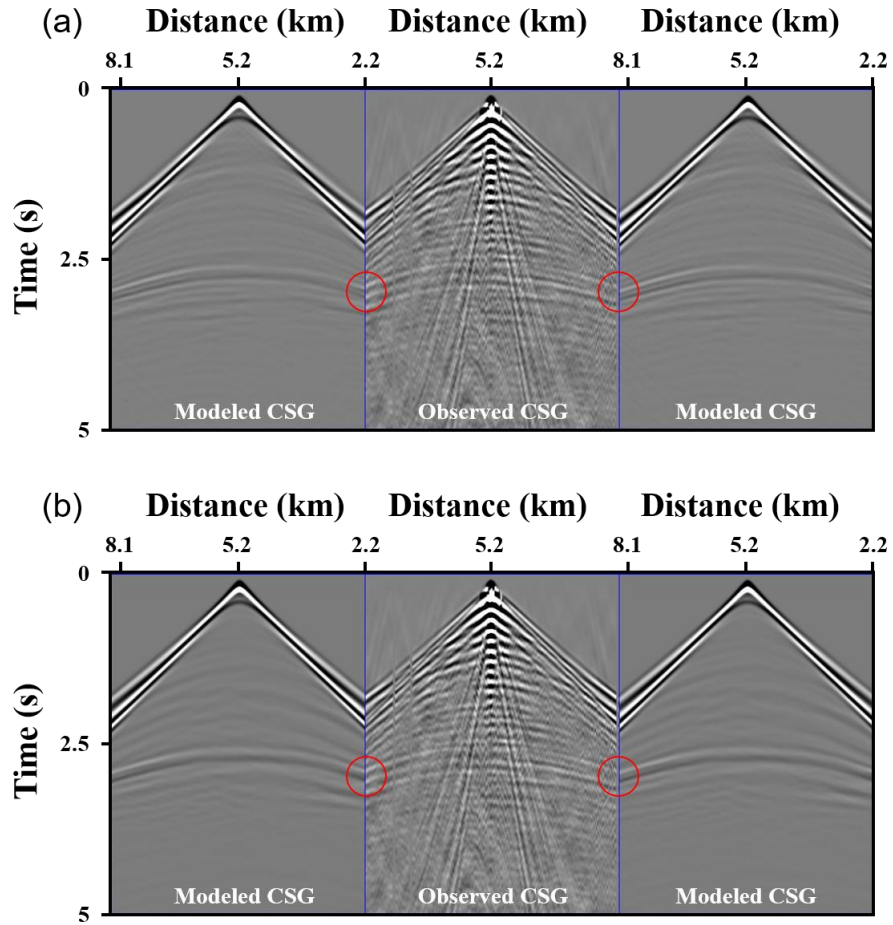 (a) Distance (km) Distance (km) Distance (km)
8.1 5.2 2.2 5.2 8.1 5.2 2.2
0
Time (s)
2.5
Modeled CSG Observed CSG Modeled CSG
5
(b) Distance (km) Distance (km) Distance (km)
8.1 5.2 2.2 5.2 8.1 5.2 2.2
0
Time (s)
2.5
Modeled CSG Observed CSG Modeled CSG
5